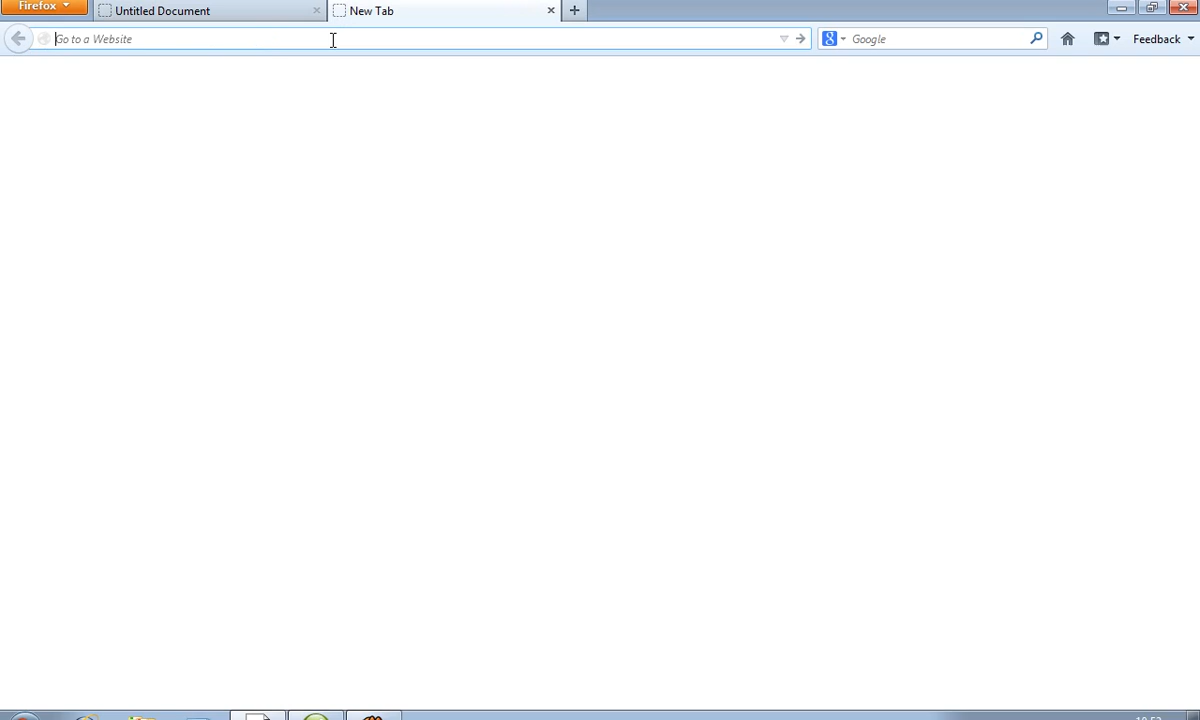 Firefox
Untitled Document
New Tab
Go to a Website
Google
Feedback